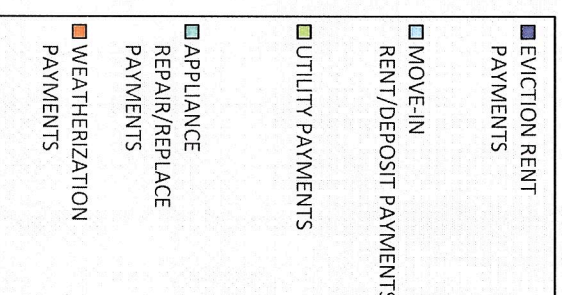 EVICTION RENT
PAYMENTS
MOVE-IN
RENT/DEPOSIT PAYMENTS
UTILITY PAYMENTS
APPLIANCE
REPAIR/REPLACE
PAYMENTS
WEATHERIZATION
PAYMENTS